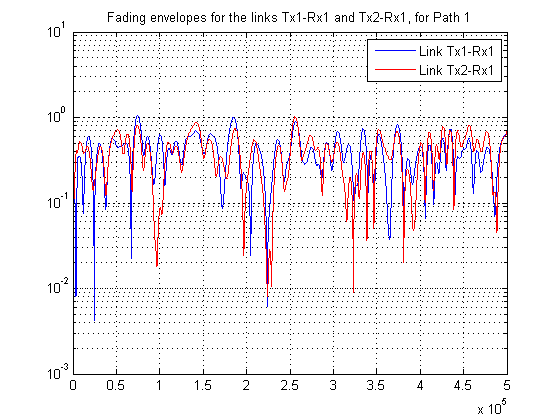 Fading envelopes for the links Tx1-Rx1 and Tx2-Rx1, for Path 1
Link Tx1-Rx1
Link Tx2-Rx1
10^1
10^0
10^-1
10^-2
10^-3
0 0.5 1 1.5 2 2.5 3 3.5 4 4.5 5
x 10^5